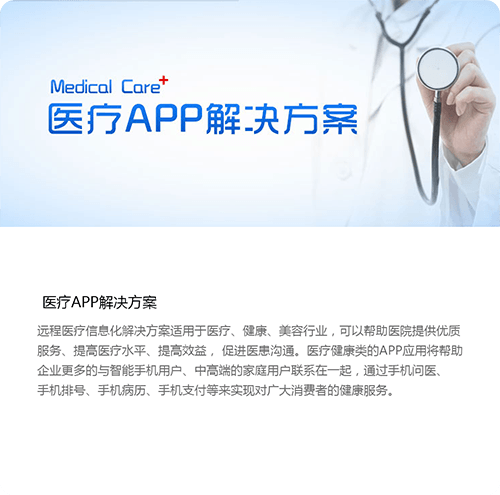 Medical Care+
医疗APP解决方案
医疗APP解决方案
远程医疗信息化解决方案适用于医疗、健康、美容行业，可以帮助医院提供优质
服务、提高医疗水平、提高效益， 促进医患沟通。医疗健康类的APP应用将帮助
企业更多的与智能手机用户、中高端的家庭用户联系在一起，通过手机问医、
手机排号、手机病历、手机支付等来实现对广大消费者的健康服务。